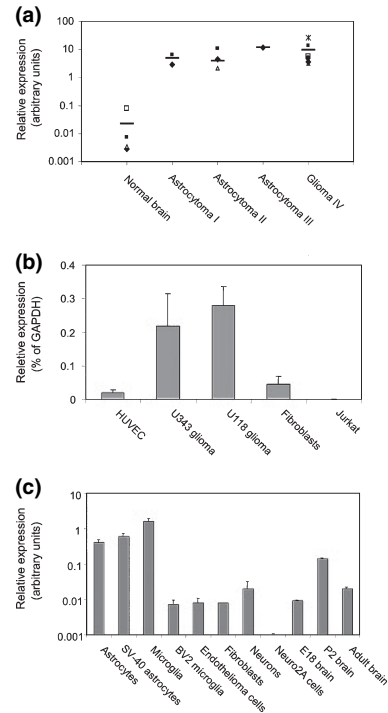 (a)
Relative expression
(arbitrary units)
100
10
1
0.1
0.01
0.001
Normal brain
Astrocytoma I
Astrocytoma II
Astrocytoma III
Glioma IV
(b)
Reletive expression
(% of GAPDH)
0.4
0.3
0.2
0.1
0
HUVEC
U343 glioma
U118 glioma
Fibroblasts
Jurkat
(c)
Relative expression
(arbitrary units)
10
1
0.1
0.01
0.001
Astrocytes
SV-40 astrocytes
Microglia
BV2 microglia
Endothelioma cells
Fibroblasts
Neurons
Neuro2A cells
E18 brain
P2 brain
Adult brain